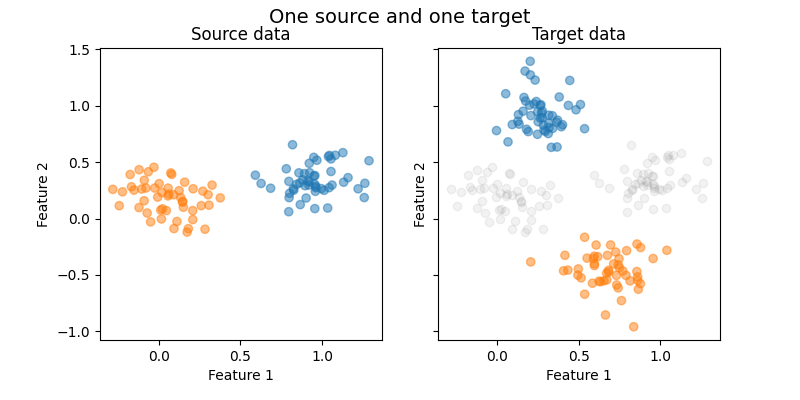 One source and one target
Source data
Target data
1.5
1.0
0.5
0.0
−0.5
−1.0
Feature 2
Feature 2
0.0 0.5 1.0
0.0 0.5 1.0
Feature 1
Feature 1